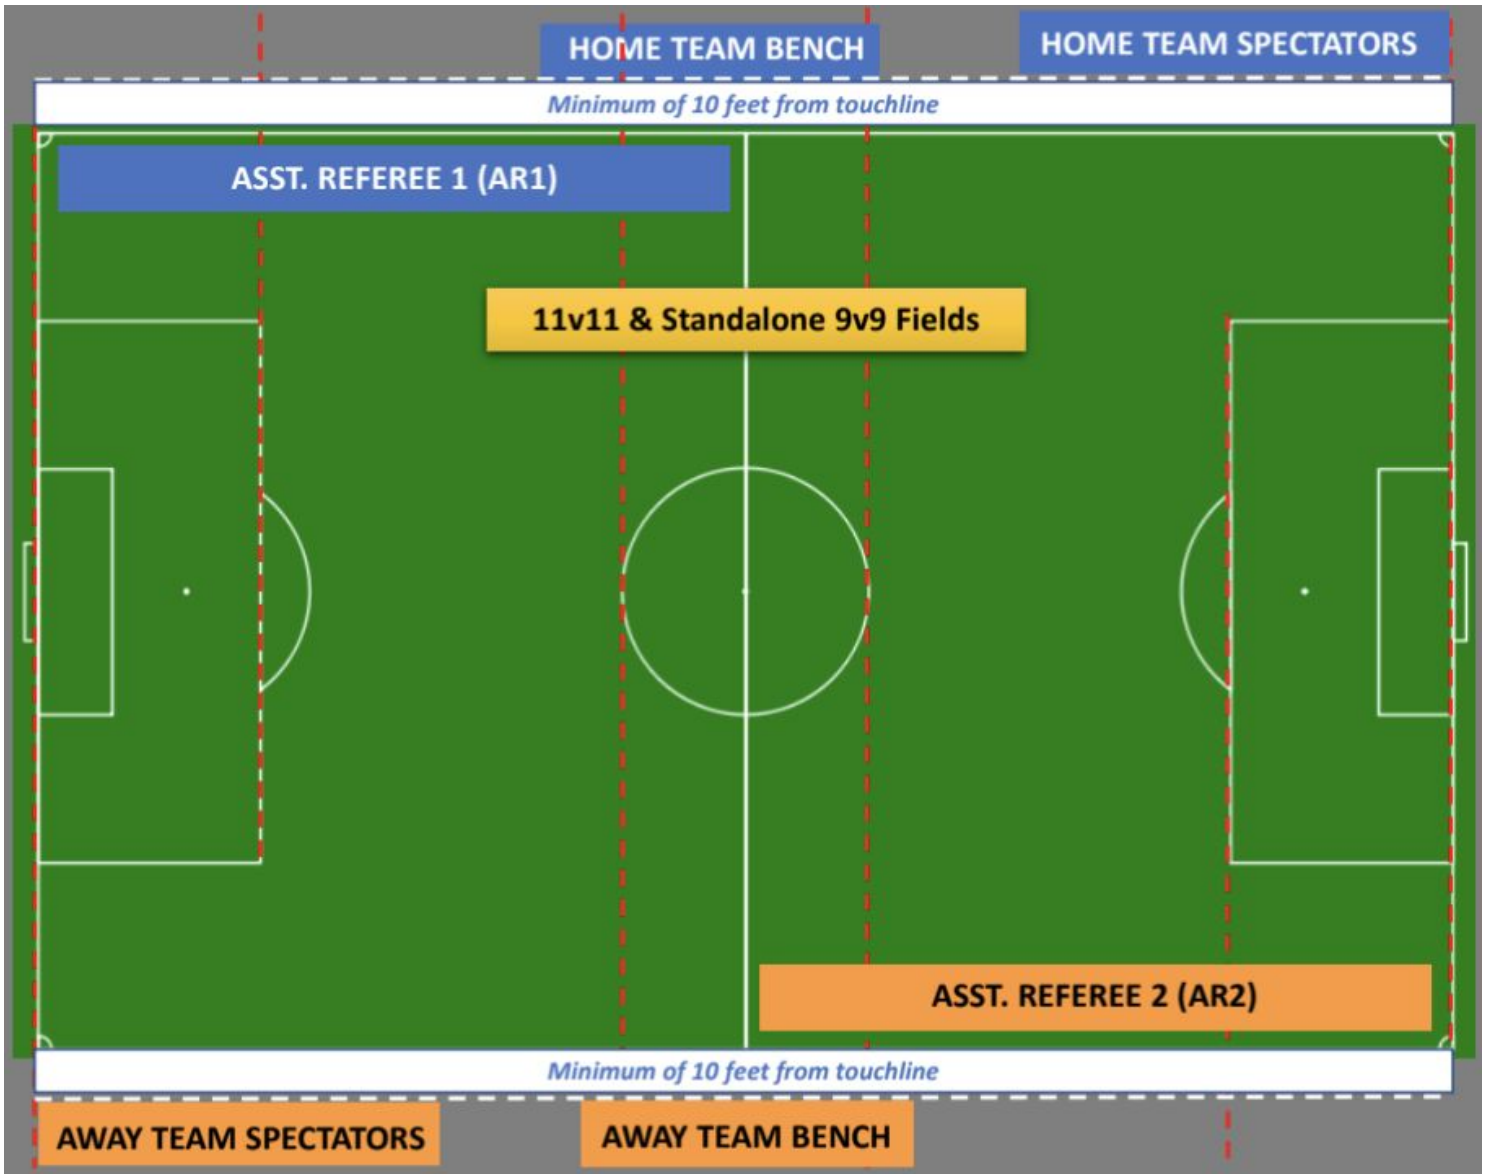 HOME TEAM BENCH
HOME TEAM SPECTATORS
Minimum of 10 feet from touchline
ASST. REFEREE 1 (AR1)
11v11 & Standalone 9v9 Fields
ASST. REFEREE 2 (AR2)
Minimum of 10 feet from touchline
AWAY TEAM SPECTATORS
AWAY TEAM BENCH